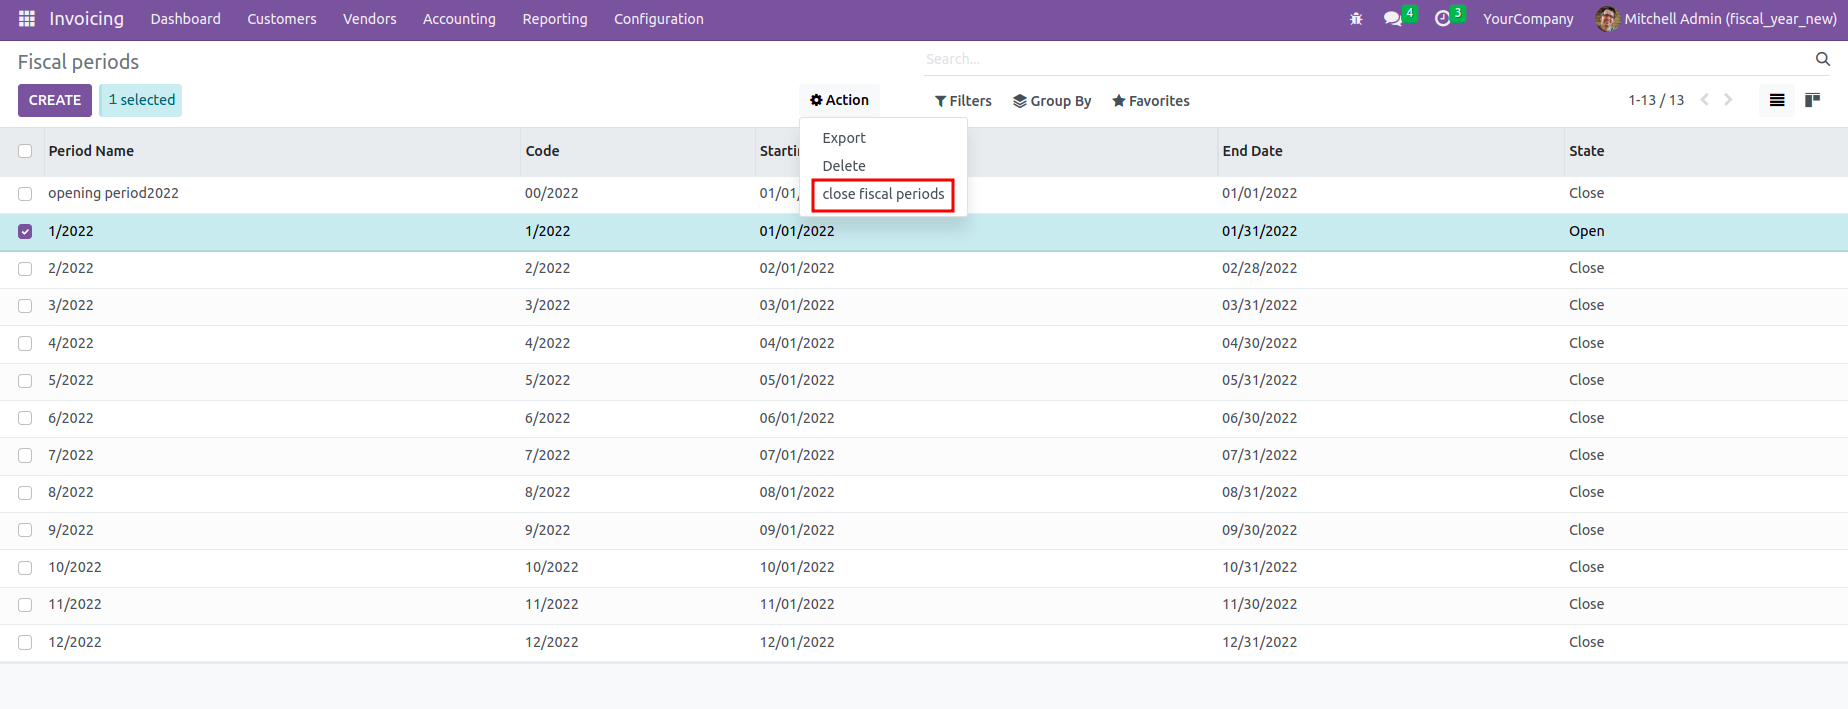 Invoicing Dashboard Customers Vendors Accounting Reporting Configuration 4 3 YourCompany Mitchell Admin (fiscal_year_new)
Fiscal periods Search...
CREATE 1 selected Action Filters Group By Favorites 1-13 / 13
Export
Delete
close fiscal periods
Period Name Code Startin End Date State
opening period2022 00/2022 01/01/ 01/01/2022 Close
1/2022 1/2022 01/01/2022 01/31/2022 Open
2/2022 2/2022 02/01/2022 02/28/2022 Close
3/2022 3/2022 03/01/2022 03/31/2022 Close
4/2022 4/2022 04/01/2022 04/30/2022 Close
5/2022 5/2022 05/01/2022 05/31/2022 Close
6/2022 6/2022 06/01/2022 06/30/2022 Close
7/2022 7/2022 07/01/2022 07/31/2022 Close
8/2022 8/2022 08/01/2022 08/31/2022 Close
9/2022 9/2022 09/01/2022 09/30/2022 Close
10/2022 10/2022 10/01/2022 10/31/2022 Close
11/2022 11/2022 11/01/2022 11/30/2022 Close
12/2022 12/2022 12/01/2022 12/31/2022 Close